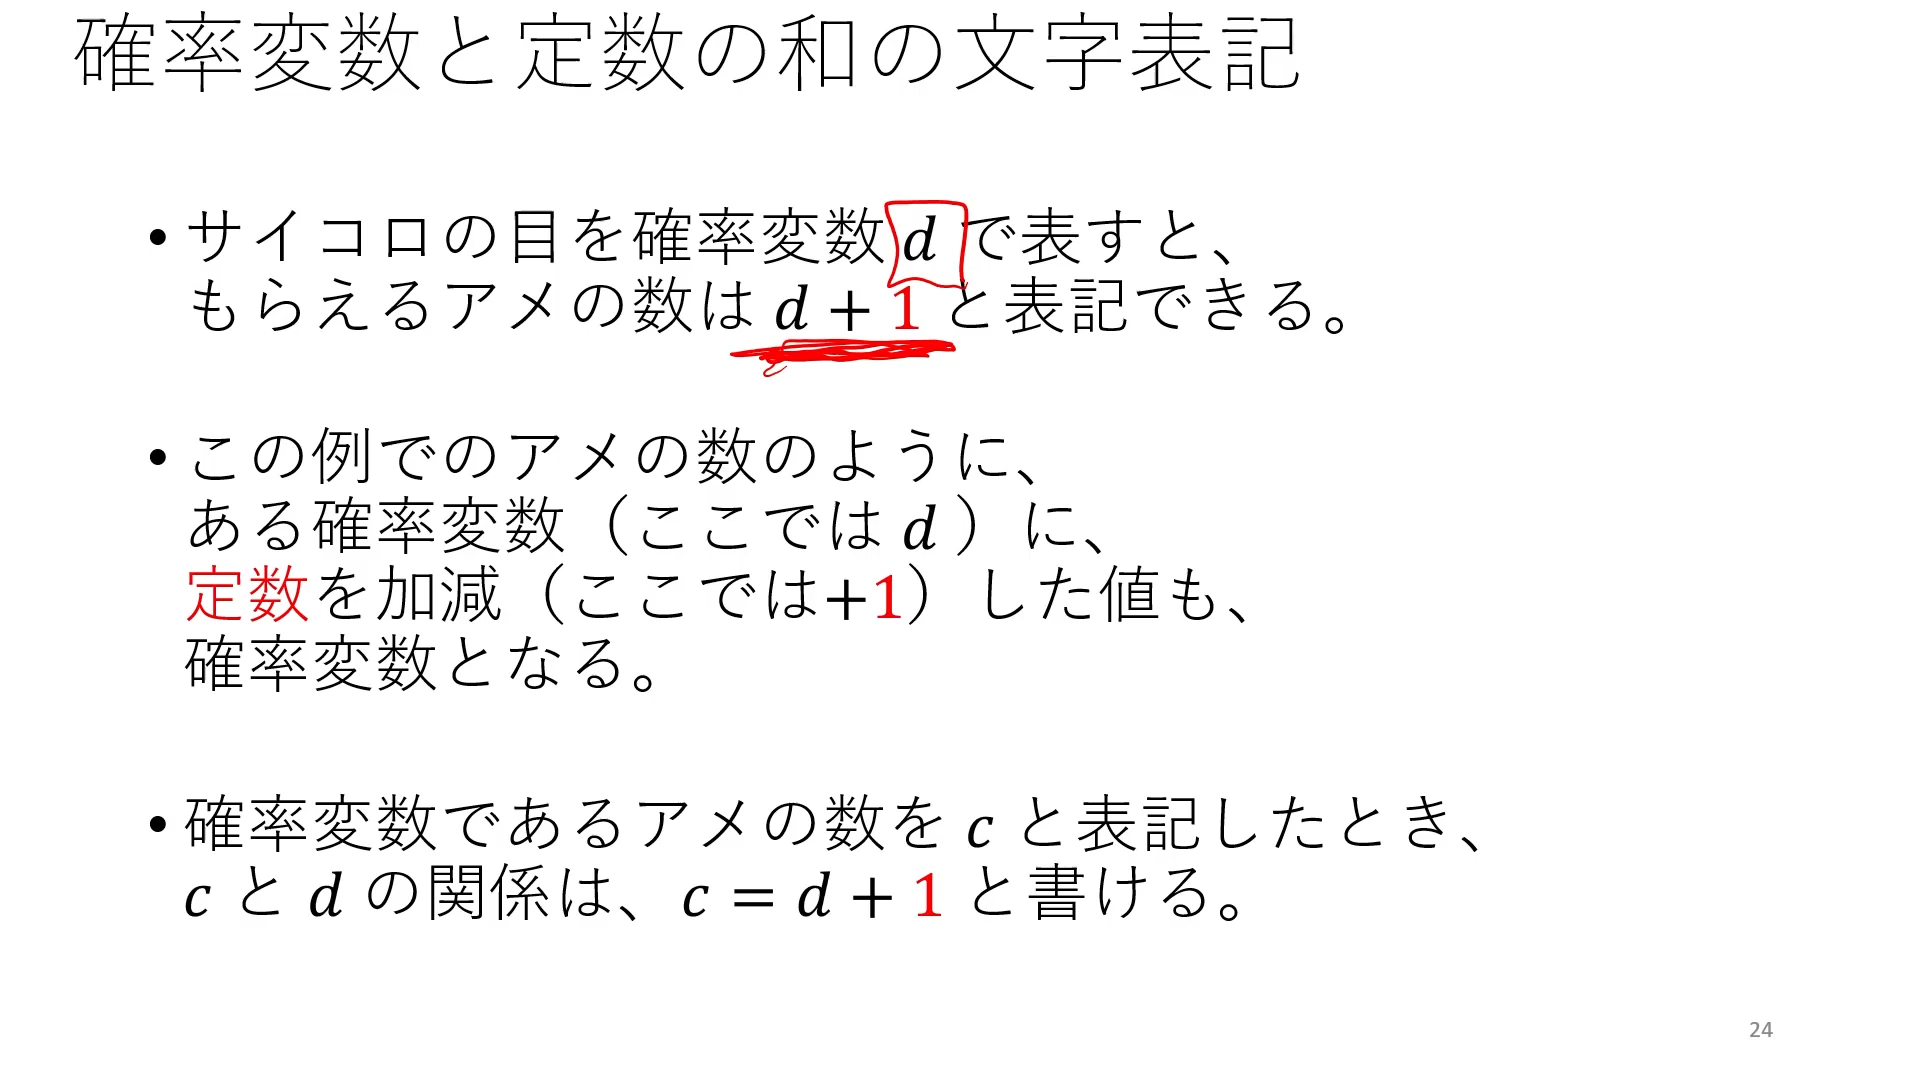 確率変数と定数の和の文字表記
• サイコロの目を確率変数 d で表すと、
もらえるアメの数は d + 1 と表記できる。
• この例でのアメの数のように、
ある確率変数（ここでは d ）に、
定数を加減（ここでは+1）した値も、
確率変数となる。
• 確率変数であるアメの数を c と表記したとき、
c と d の関係は、c = d + 1 と書ける。
24